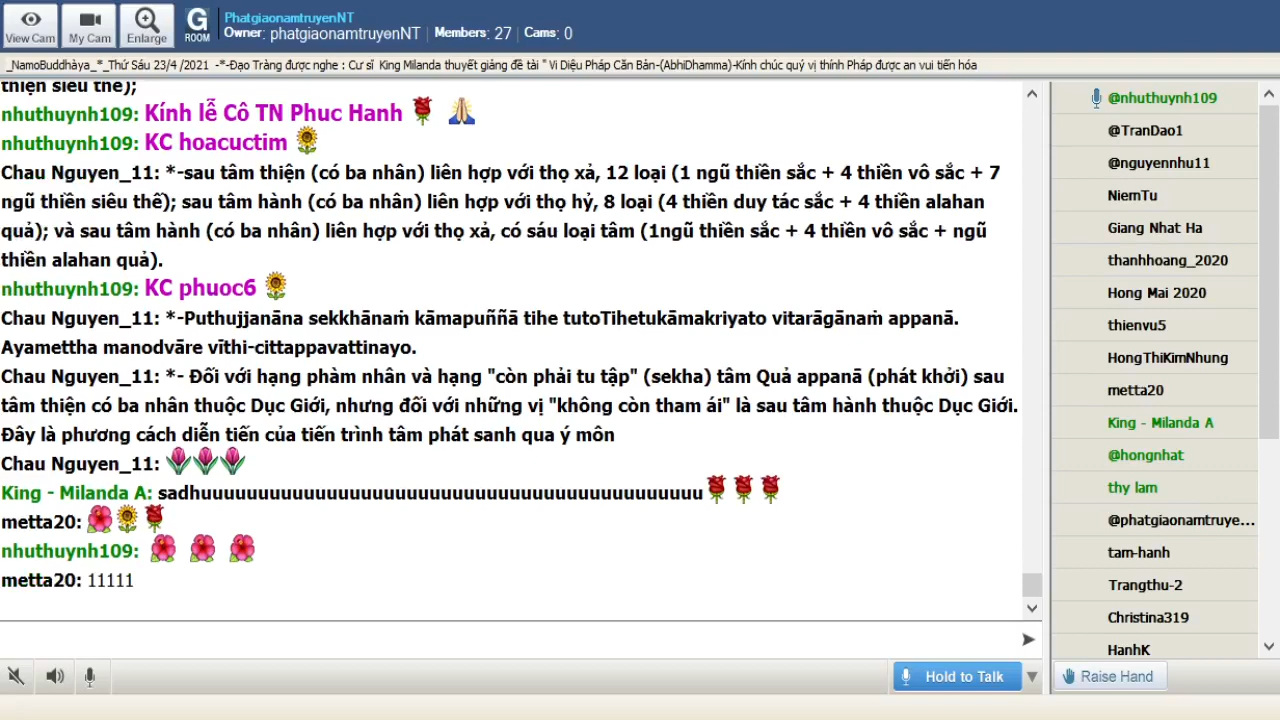 View Cam
My Cam
Enlarge
G
ROOM
PhatgiaonamtruyenNT
Owner: phatgiaonamtruyenNT Members: 27 Cams: 0
_NamoBuddhàya_*_Thứ Sáu 23/4 /2021 -*-Đạo Tràng được nghe : Cư sĩ King Milanda thuyết giảng đề tài " Vi Diệu Pháp Căn Bản-(AbhiDhamma)-Kính chúc quý vị thính Pháp được an vui tiến hóa
thiện siêu thế);
nhuthuynh109: Kính lễ Cô TN Phuc Hanh
nhuthuynh109: KC hoacuctim
Chau Nguyen_11: *-sau tâm thiện (có ba nhân) liên hợp với thọ xả, 12 loại (1 ngũ thiền sắc + 4 thiền vô sắc + 7
ngũ thiền siêu thế); sau tâm hành (có ba nhân) liên hợp với thọ hỷ, 8 loại (4 thiền duy tác sắc + 4 thiền alahan
quả); và sau tâm hành (có ba nhân) liên hợp với thọ xả, có sáu loại tâm (1ngũ thiền sắc + 4 thiền vô sắc + ngũ
thiền alahan quả).
nhuthuynh109: KC phuoc6
Chau Nguyen_11: *-Puthujjanāna sekkhānaṁ kāmapuññā tihe tutoTihetukāmakriyato vitarāgānaṁ appanā.
Ayamettha manodvāre vīthi-cittappavattinayo.
Chau Nguyen_11: *- Đối với hạng phàm nhân và hạng "còn phải tu tập" (sekha) tâm Quả appanā (phát khởi) sau
tâm thiện có ba nhân thuộc Dục Giới, nhưng đối với những vị "không còn tham ái" là sau tâm hành thuộc Dục Giới.
Đây là phương cách diễn tiến của tiến trình tâm phát sanh qua ý môn
Chau Nguyen_11:
King - Milanda A: sadhuuuuuuuuuuuuuuuuuuuuuuuuuuuuuuuuuuuuuuuuuuuu
metta20:
nhuthuynh109:
metta20: 11111
Hold to Talk
@nhuthuynh109
@TranDao1
@nguyennhu11
NiemTu
Giang Nhat Ha
thanhhoang_2020
Hong Mai 2020
thienvu5
HongThiKimNhung
metta20
King - Milanda A
@hongnhat
thy lam
@phatgiaonamtruye...
tam-hanh
Trangthu-2
Christina319
HanhK
Raise Hand